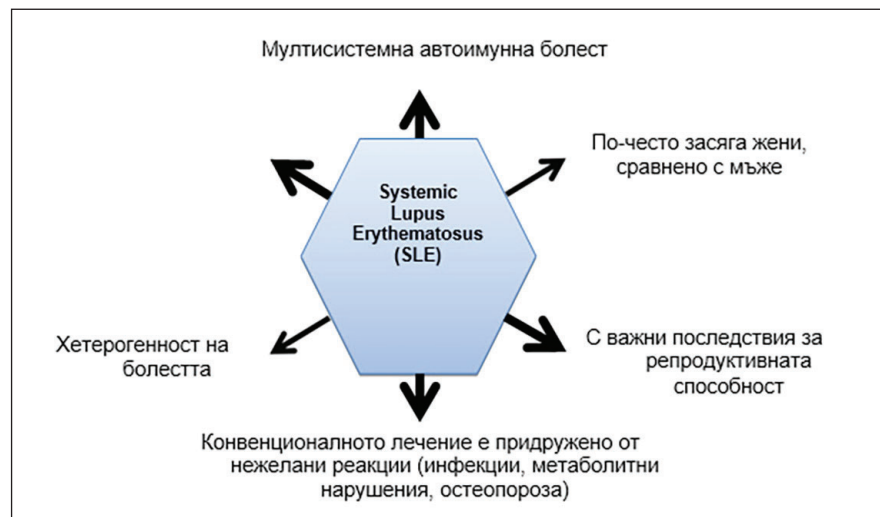 Мултисистемна автоимунна болест
По-често засяга жени,
сравнено с мъже
Systemic
Lupus
Erythematosus
(SLE)
Хетерогенност на
болестта
С важни последствия за
репродуктивната
способност
Конвенционалното лечение е придружено от
нежелани реакции (инфекции, метаболитни
нарушения, остеопороза)